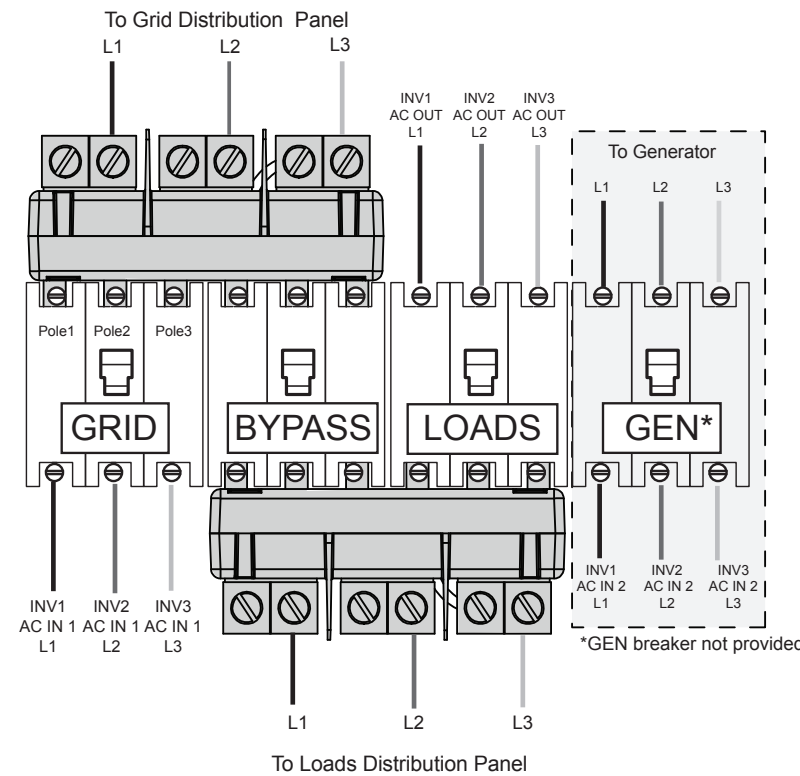 To Grid Distribution Panel
L1 L2 L3
INV1 INV2 INV3
AC OUT AC OUT AC OUT
L1 L2 L3
To Generator
L1 L2 L3
Pole1 Pole2 Pole3
GRID BYPASS LOADS GEN*
INV1 INV2 INV3
AC IN 2 AC IN 2 AC IN 2
L1 L2 L3
INV1 INV2 INV3
AC IN 1 AC IN 1 AC IN 1
L1 L2 L3
*GEN breaker not provided
L1 L2 L3
To Loads Distribution Panel